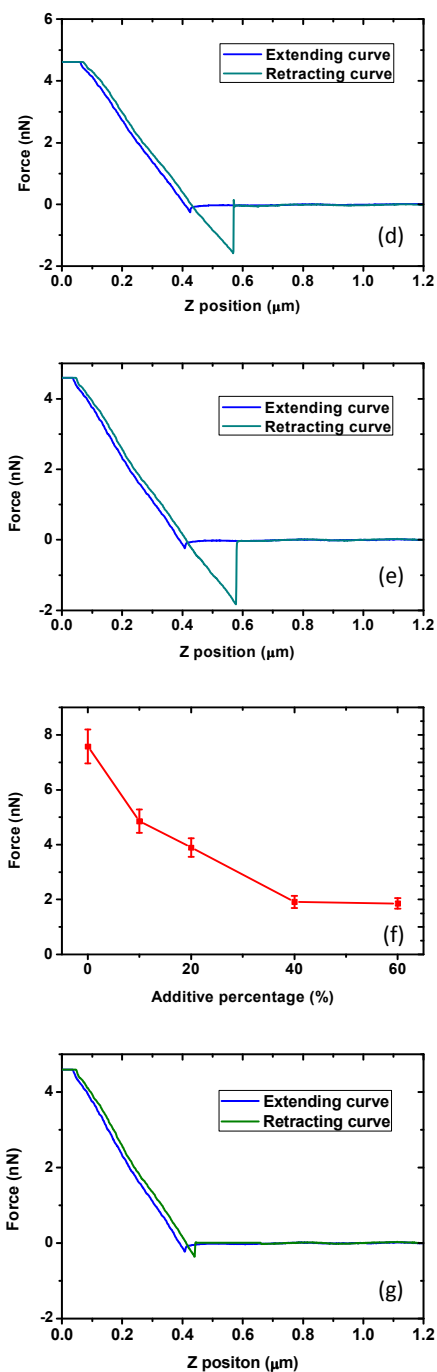 6
4
2
0
-2
Force (nN)
Extending curve
Retracting curve
(d)
0.0 0.2 0.4 0.6 0.8 1.0 1.2
Z position (μm)
4
2
0
-2
Force (nN)
Extending curve
Retracting curve
(e)
0.0 0.2 0.4 0.6 0.8 1.0 1.2
Z position (μm)
8
6
4
2
0
Force (nN)
(f)
0 20 40 60
Additive percentage (%)
4
2
0
-2
Force (nN)
Extending curve
Retracting curve
(g)
0.0 0.2 0.4 0.6 0.8 1.0 1.2
Z positon (μm)